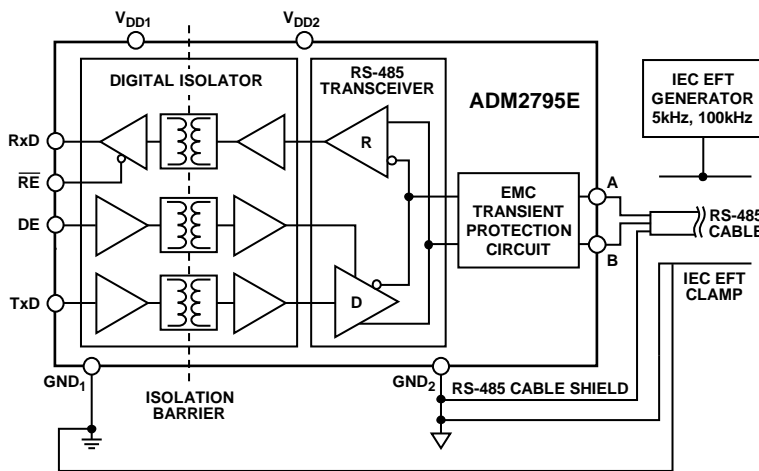 VDD1
VDD2
DIGITAL ISOLATOR
RS-485
TRANSCEIVER
ADM2795E
IEC EFT
GENERATOR
5kHz, 100kHz
RxD
R
RE
DE
EMC
TRANSIENT
PROTECTION
CIRCUIT
A
B
RS-485
CABLE
TxD
D
IEC EFT
CLAMP
GND1
ISOLATION
BARRIER
GND2
RS-485 CABLE SHIELD